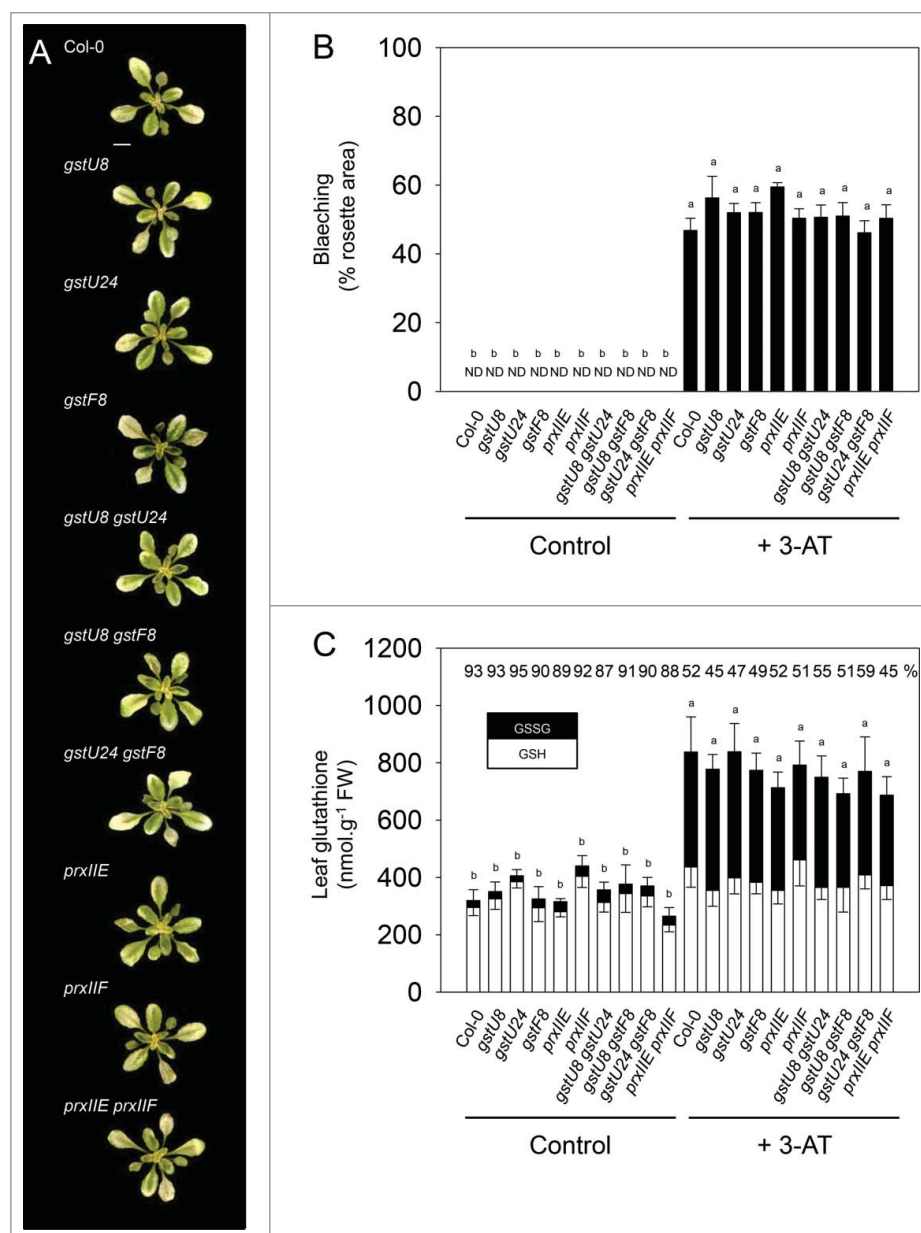 A
Col-0
gstU8
gstU24
gstF8
gstU8 gstU24
gstU8 gstF8
gstU24 gstF8
prxIIE
prxIIF
prxIIE prxIIF
B
Blaeching
(% rosette area)
100
80
60
40
20
0
b b b b b b b b b b
ND ND ND ND ND ND ND ND ND ND
a a a a a a a a a a
Col-0
gstU8
gstU24
gstF8
prxIIE
prxIIF
gstU8 gstU24
gstU8 gstF8
gstU24 gstF8
prxIIE prxIIF
Col-0
gstU8
gstU24
gstF8
prxIIE
prxIIF
gstU8 gstU24
gstU8 gstF8
gstU24 gstF8
prxIIE prxIIF
Control
+ 3-AT
C
Leaf glutathione
(nmol.g⁻¹ FW)
1200
1000
800
600
400
200
0
93 93 95 90 89 92 87 91 90 88 52 45 47 49 52 51 55 51 59 45 %
GSSG
GSH
b b b b b b b b b b
a a a a a a a a a a
Col-0
gstU8
gstU24
gstF8
prxIIE
prxIIF
gstU8 gstU24
gstU8 gstF8
gstU24 gstF8
prxIIE prxIIF
Col-0
gstU8
gstU24
gstF8
prxIIE
prxIIF
gstU8 gstU24
gstU8 gstF8
gstU24 gstF8
prxIIE prxIIF
Control
+ 3-AT